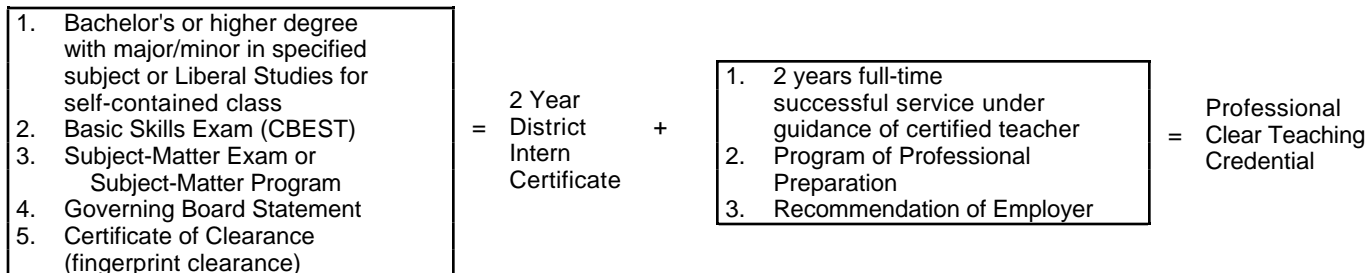 1. Bachelor's or higher degree
with major/minor in specified
subject or Liberal Studies for
self-contained class
2. Basic Skills Exam (CBEST)
3. Subject-Matter Exam or
Subject-Matter Program
4. Governing Board Statement
5. Certificate of Clearance
(fingerprint clearance)
=
2 Year
District
Intern
Certificate
+
1. 2 years full-time
successful service under
guidance of certified teacher
2. Program of Professional
Preparation
3. Recommendation of Employer
=
Professional
Clear Teaching
Credential